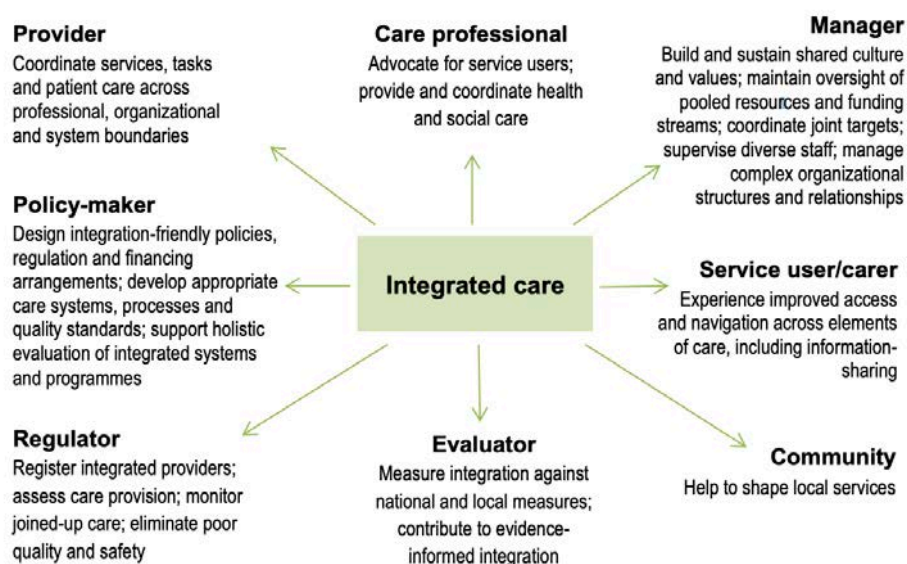 Provider
Coordinate services, tasks
and patient care across
professional, organizational
and system boundaries
Care professional
Advocate for service users;
provide and coordinate health
and social care
Manager
Build and sustain shared culture
and values; maintain oversight of
pooled resources and funding
streams; coordinate joint targets;
supervise diverse staff; manage
complex organizational
structures and relationships
Policy-maker
Design integration-friendly policies,
regulation and financing
arrangements; develop appropriate
care systems, processes and
quality standards; support holistic
evaluation of integrated systems
and programmes
Integrated care
Service user/carer
Experience improved access
and navigation across elements
of care, including information-
sharing
Regulator
Register integrated providers;
assess care provision; monitor
joined-up care; eliminate poor
quality and safety
Evaluator
Measure integration against
national and local measures;
contribute to evidence-
informed integration
Community
Help to shape local services